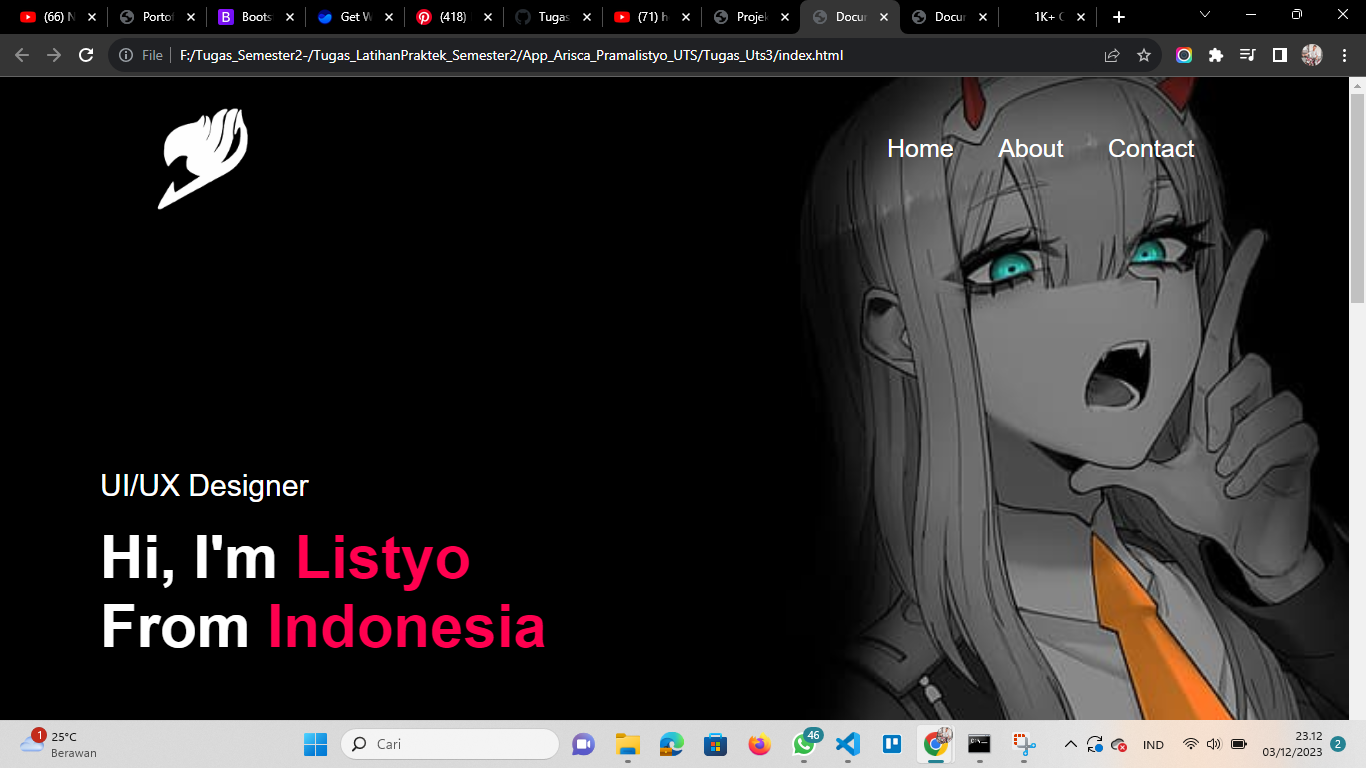 (66) N
Portof
B Boots
Get W
(418)
Tugas
(71) h
Projek
Docur
Docur
1K+ C
File
F:/Tugas_Semester2-/Tugas_LatihanPraktek_Semester2/App_Arisca_Pramalistyo_UTS/Tugas_Uts3/index.html
Home About Contact
UI/UX Designer
Hi, I'm Listyo
From Indonesia
1
25°C
Berawan
Cari
46
IND
23.12
03/12/2023
2